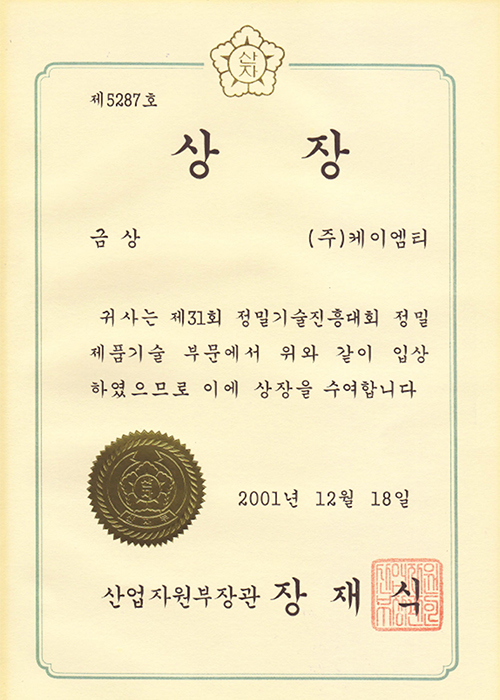 산자
제5287호
상 장
금 상 (주)케이엠티
귀사는 제31회 정밀기술진흥대회 정밀
제품기술 부문에서 위와 같이 입상
하였으므로 이에 상장을 수여합니다
2001년 12월 18일
산업자원부장관 장 재 식